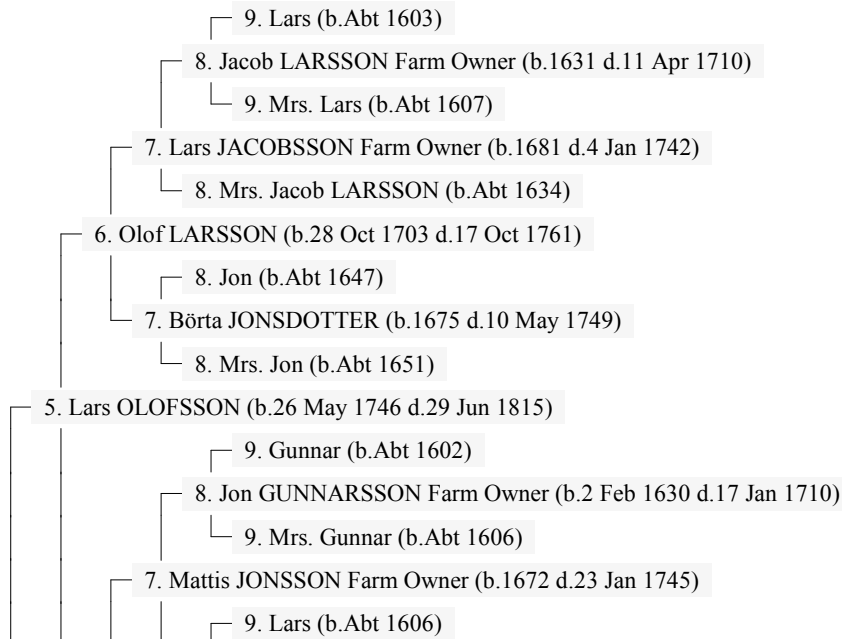 9. Lars (b.Abt 1603)
8. Jacob LARSSON Farm Owner (b.1631 d.11 Apr 1710)
9. Mrs. Lars (b.Abt 1607)
7. Lars JACOBSSON Farm Owner (b.1681 d.4 Jan 1742)
8. Mrs. Jacob LARSSON (b.Abt 1634)
6. Olof LARSSON (b.28 Oct 1703 d.17 Oct 1761)
8. Jon (b.Abt 1647)
7. Börta JONSDOTTER (b.1675 d.10 May 1749)
8. Mrs. Jon (b.Abt 1651)
5. Lars OLOFSSON (b.26 May 1746 d.29 Jun 1815)
9. Gunnar (b.Abt 1602)
8. Jon GUNNARSSON Farm Owner (b.2 Feb 1630 d.17 Jan 1710)
9. Mrs. Gunnar (b.Abt 1606)
7. Mattis JONSSON Farm Owner (b.1672 d.23 Jan 1745)
9. Lars (b.Abt 1606)